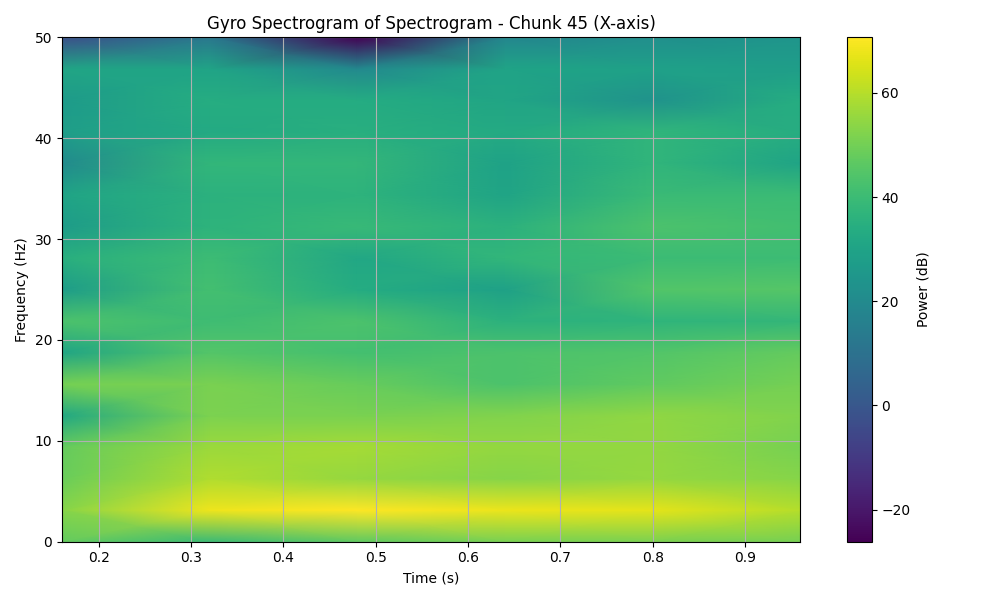 Gyro Spectrogram of Spectrogram - Chunk 45 (X-axis)
50
40
30
20
10
0
Frequency (Hz)
0.2 0.3 0.4 0.5 0.6 0.7 0.8 0.9
Time (s)
60
40
20
0
−20
Power (dB)